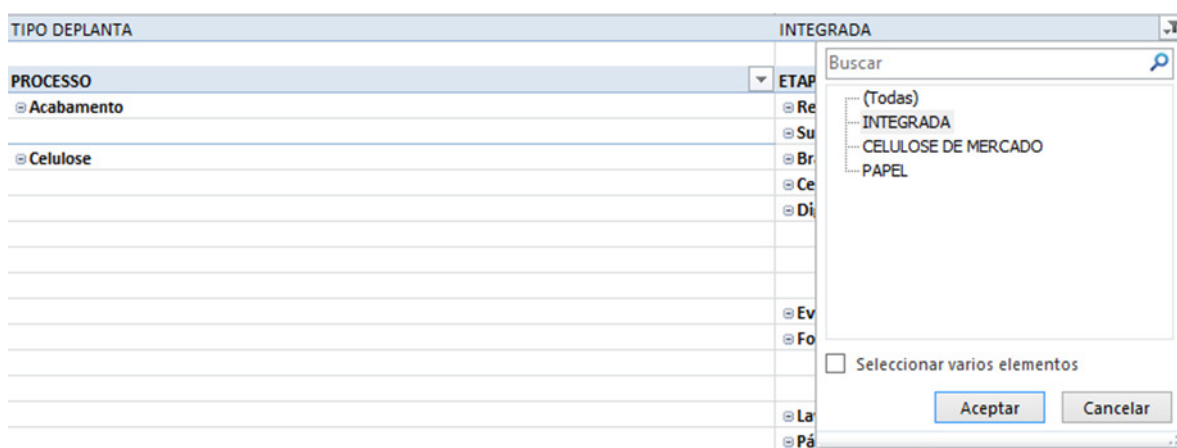 TIPO DEPLANTA INTEGRADA
Buscar
PROCESSO ETAP
Acabamento Re
(Todas)
INTEGRADA
Su
CELULOSE DE MERCADO
Celulose Br
PAPEL
Ce
Di
Ev
Fo
Seleccionar varios elementos
Aceptar Cancelar
La
Pá